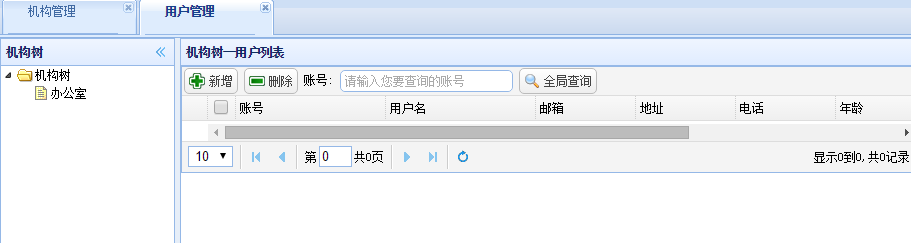 机构管理 用户管理
机构树
机构树
办公室
机构树—用户列表
新增 删除 账号: 请输入您要查询的账号 全局查询
账号 用户名 邮箱 地址 电话 年龄
10 第 0 共0页 显示0到0, 共0记录